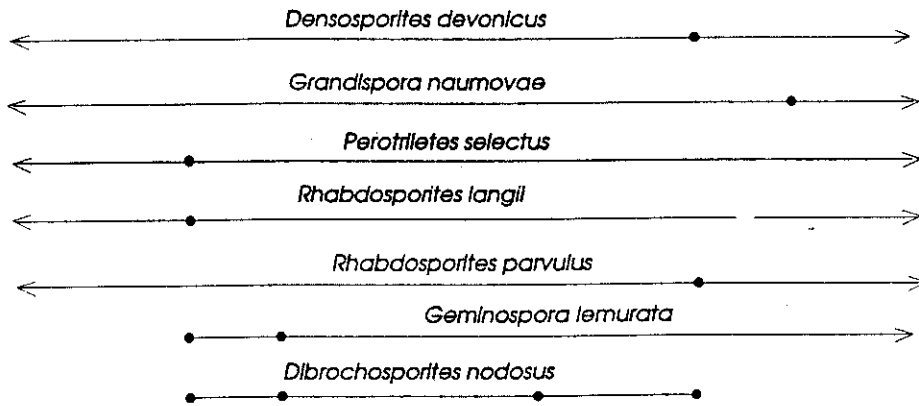 Densosporites devonicus
Grandispora naumovae
Perotriletes selectus
Rhabdosporites langii
Rhabdosporites parvulus
Geminospora lemurata
Dibrochosporites nodosus